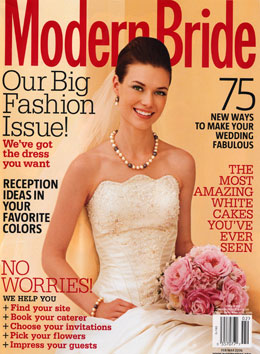 Modern Bride
Our Big
Fashion
Issue!
We've got
the dress
you want
RECEPTION
IDEAS IN
YOUR
FAVORITE
COLORS
NO
WORRIES!
WE HELP YOU
+ Find your site
+ Book your caterer
+ Choose your invitations
+ Pick your flowers
+ Impress your guests
75
NEW WAYS
TO MAKE YOUR
WEDDING
FABULOUS
THE
MOST
AMAZING
WHITE
CAKES
YOU'VE
EVER
SEEN